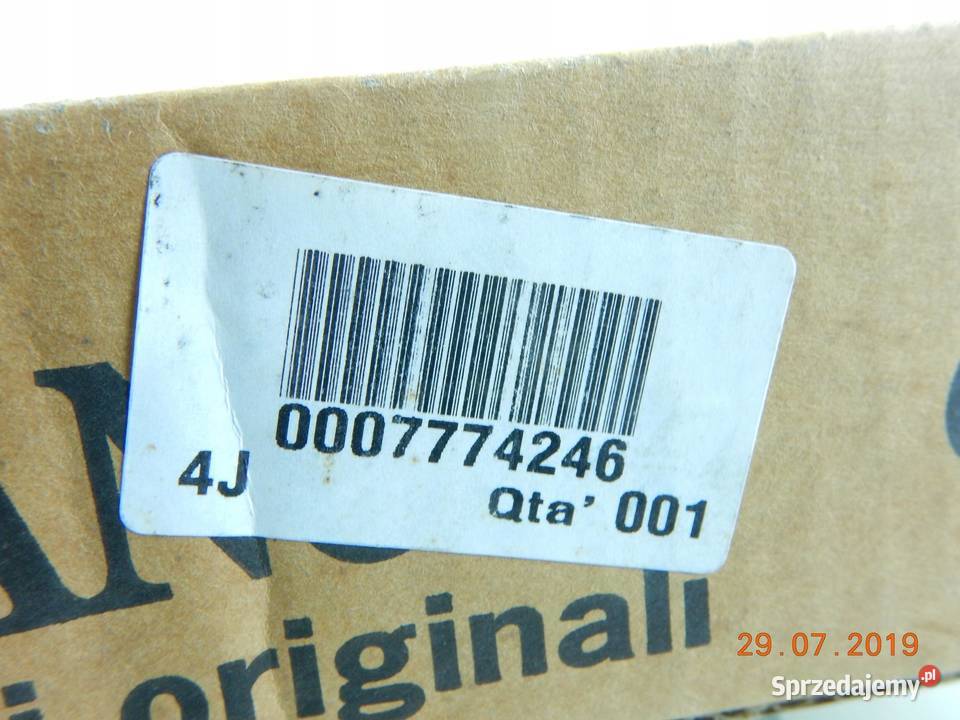 0007774246
4J
Qta' 001
originali
29.07.2019
Sprzedajemy.pl